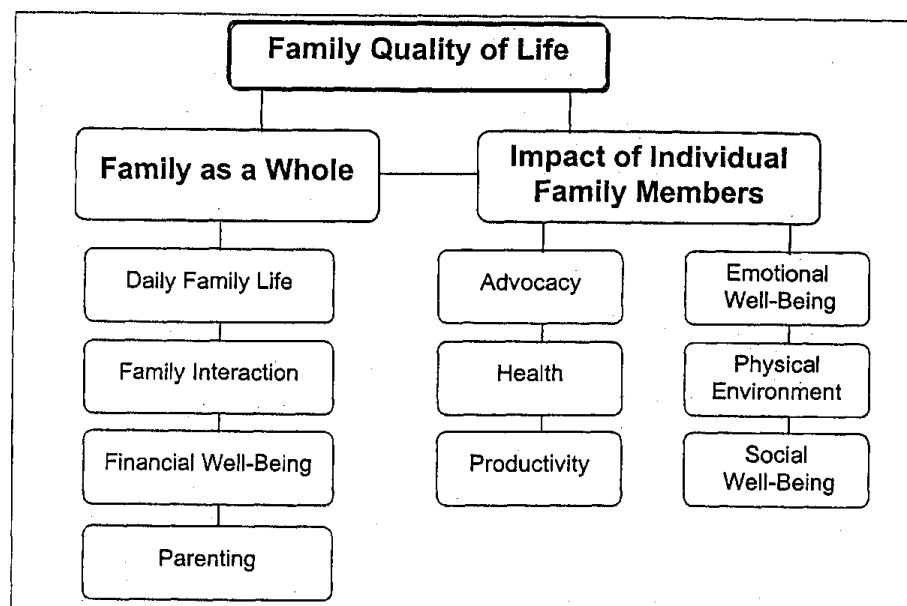 Family Quality of Life
Family as a Whole
Impact of Individual
Family Members
Daily Family Life
Family Interaction
Financial Well-Being
Parenting
Advocacy
Health
Productivity
Emotional
Well-Being
Physical
Environment
Social
Well-Being